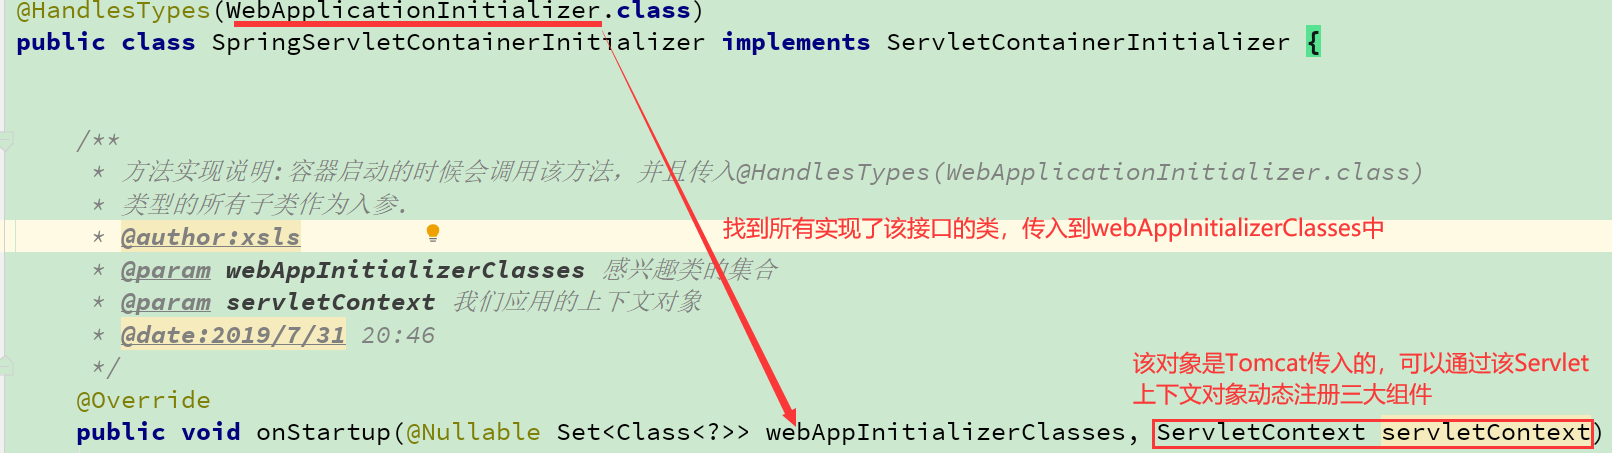 @HandlesTypes(WebApplicationInitializer.class)
public class SpringServletContainerInitializer implements ServletContainerInitializer {
/**
* 方法实现说明:容器启动的时候会调用该方法，并且传入@HandlesTypes(WebApplicationInitializer.class)
* 类型的所有子类作为入参.
* @author:xsls
找到所有实现了该接口的类，传入到webAppInitializerClasses中
* @param webAppInitializerClasses 感兴趣类的集合
* @param servletContext 我们应用的上下文对象
* @date:2019/7/31 20:46
*/
该对象是Tomcat传入的，可以通过该Servlet
上下文对象动态注册三大组件
@Override
public void onStartup(@Nullable Set<Class<?>> webAppInitializerClasses, ServletContext servletContext)